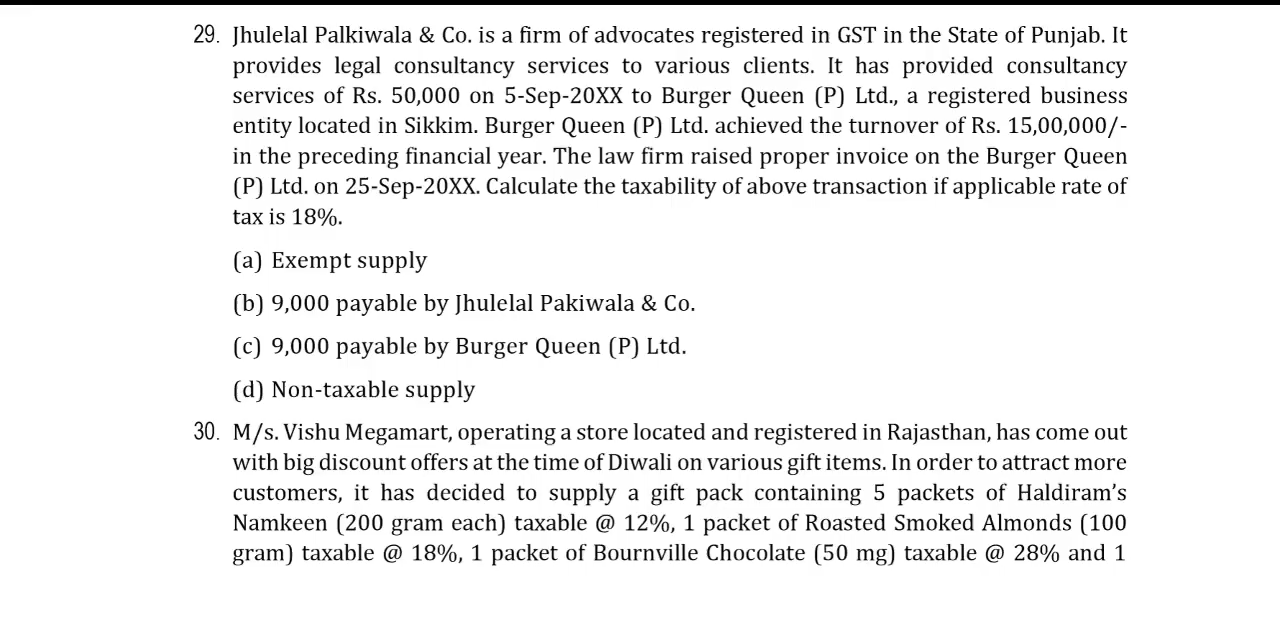 29. Jhulelal Palkiwala & Co. is a firm of advocates registered in GST in the State of Punjab. It
provides legal consultancy services to various clients. It has provided consultancy
services of Rs. 50,000 on 5-Sep-20XX to Burger Queen (P) Ltd., a registered business
entity located in Sikkim. Burger Queen (P) Ltd. achieved the turnover of Rs. 15,00,000/-
in the preceding financial year. The law firm raised proper invoice on the Burger Queen
(P) Ltd. on 25-Sep-20XX. Calculate the taxability of above transaction if applicable rate of
tax is 18%.
(a) Exempt supply
(b) 9,000 payable by Jhulelal Pakiwala & Co.
(c) 9,000 payable by Burger Queen (P) Ltd.
(d) Non-taxable supply
30. M/s. Vishu Megamart, operating a store located and registered in Rajasthan, has come out
with big discount offers at the time of Diwali on various gift items. In order to attract more
customers, it has decided to supply a gift pack containing 5 packets of Haldiram's
Namkeen (200 gram each) taxable @ 12%, 1 packet of Roasted Smoked Almonds (100
gram) taxable @ 18%, 1 packet of Bournville Chocolate (50 mg) taxable @ 28% and 1